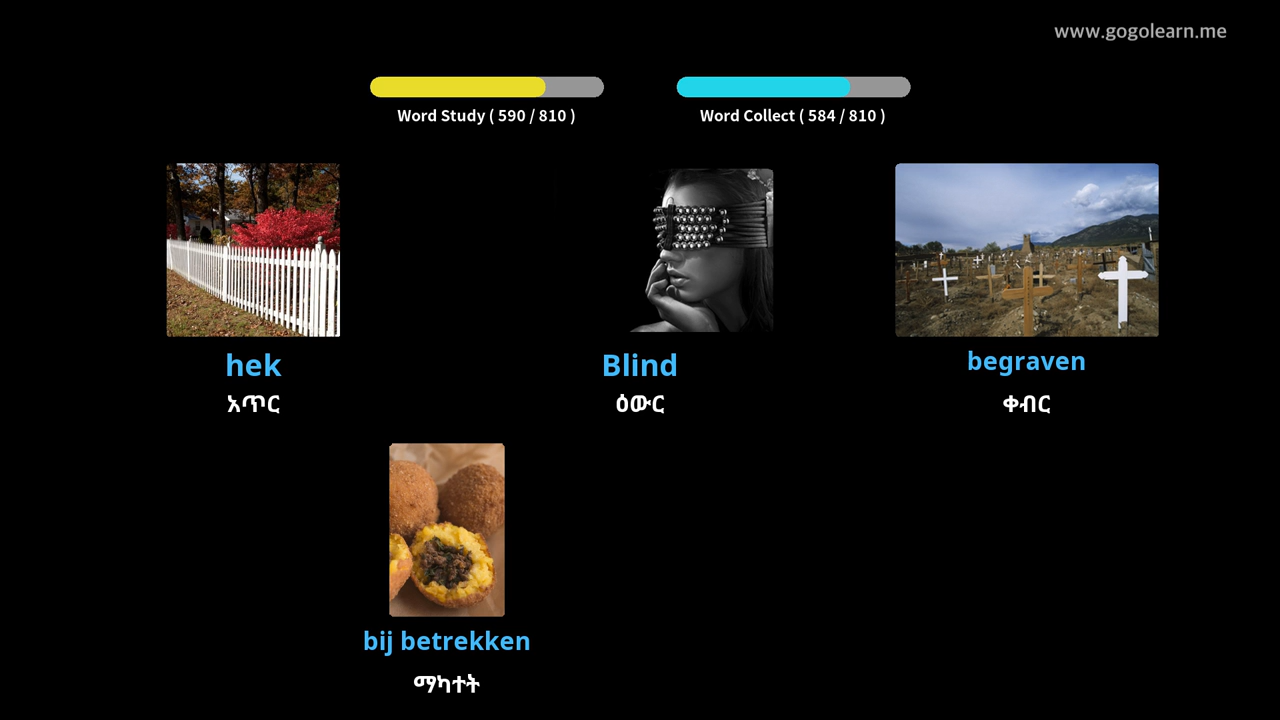 www.gogolearn.me
Word Study ( 590 / 810 )
Word Collect ( 584 / 810 )
hek
Blind
begraven
አጥር
ዕውር
ቀብር
bij betrekken
ማካተት